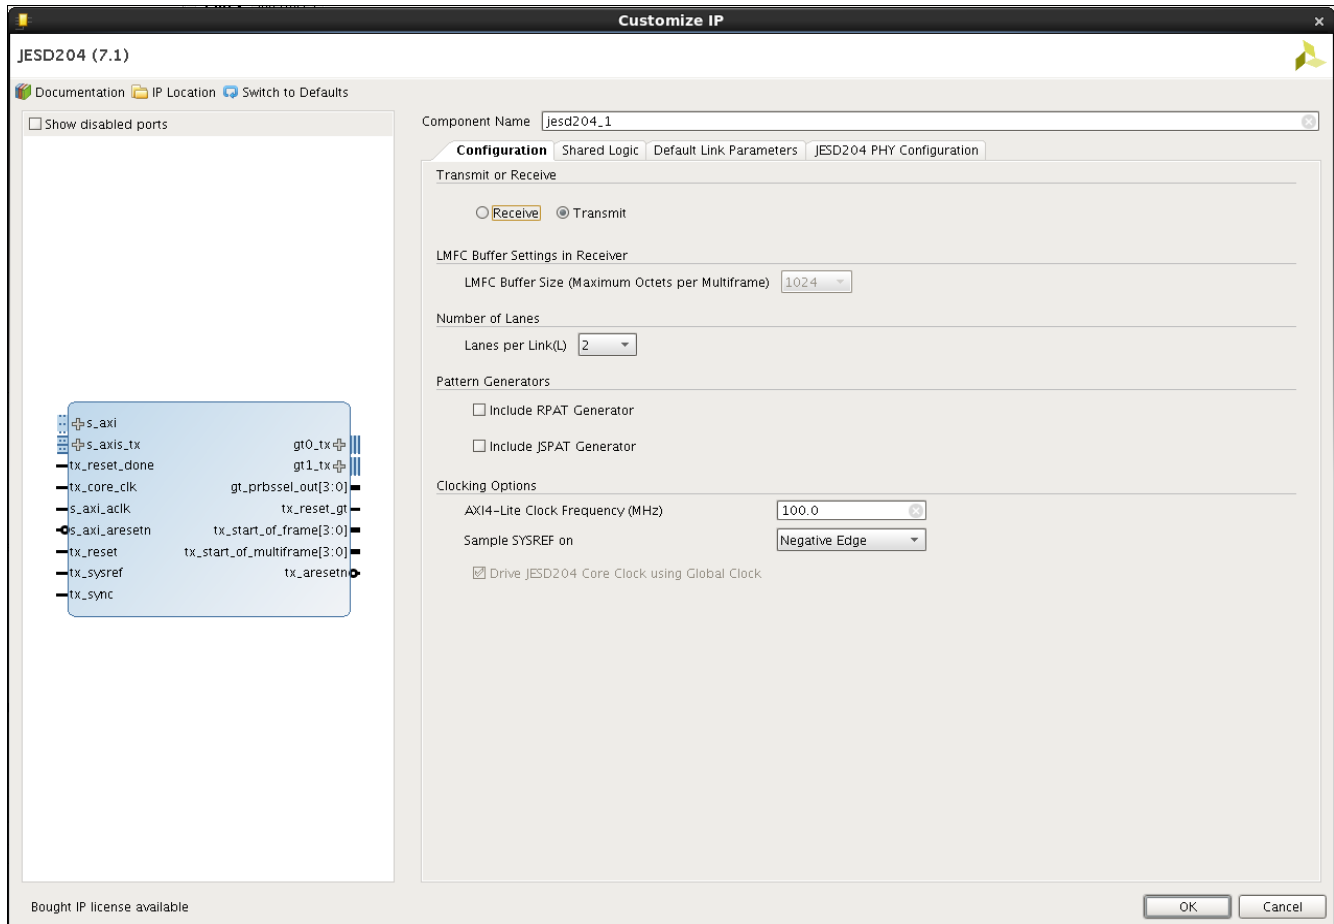 Customize IP
JESD204 (7.1)
Documentation IP Location Switch to Defaults
Show disabled ports
s_axi
s_axis_tx
tx_reset_done
tx_core_clk
s_axi_aclk
s_axi_aresetn
tx_reset
tx_sysref
tx_sync
gt0_tx
gt1_tx
gt_prbssel_out[3:0]
tx_reset_gt
tx_start_of_frame[3:0]
tx_start_of_multiframe[3:0]
tx_aresetn
Component Name jesd204_1
Configuration Shared Logic Default Link Parameters JESD204 PHY Configuration
Transmit or Receive
Receive Transmit
LMFC Buffer Settings in Receiver
LMFC Buffer Size (Maximum Octets per Multiframe) 1024
Number of Lanes
Lanes per Link(L) 2
Pattern Generators
Include RPAT Generator
Include JSPAT Generator
Clocking Options
AXI4-Lite Clock Frequency (MHz) 100.0
Sample SYSREF on Negative Edge
Drive JESD204 Core Clock using Global Clock
Bought IP license available
OK Cancel